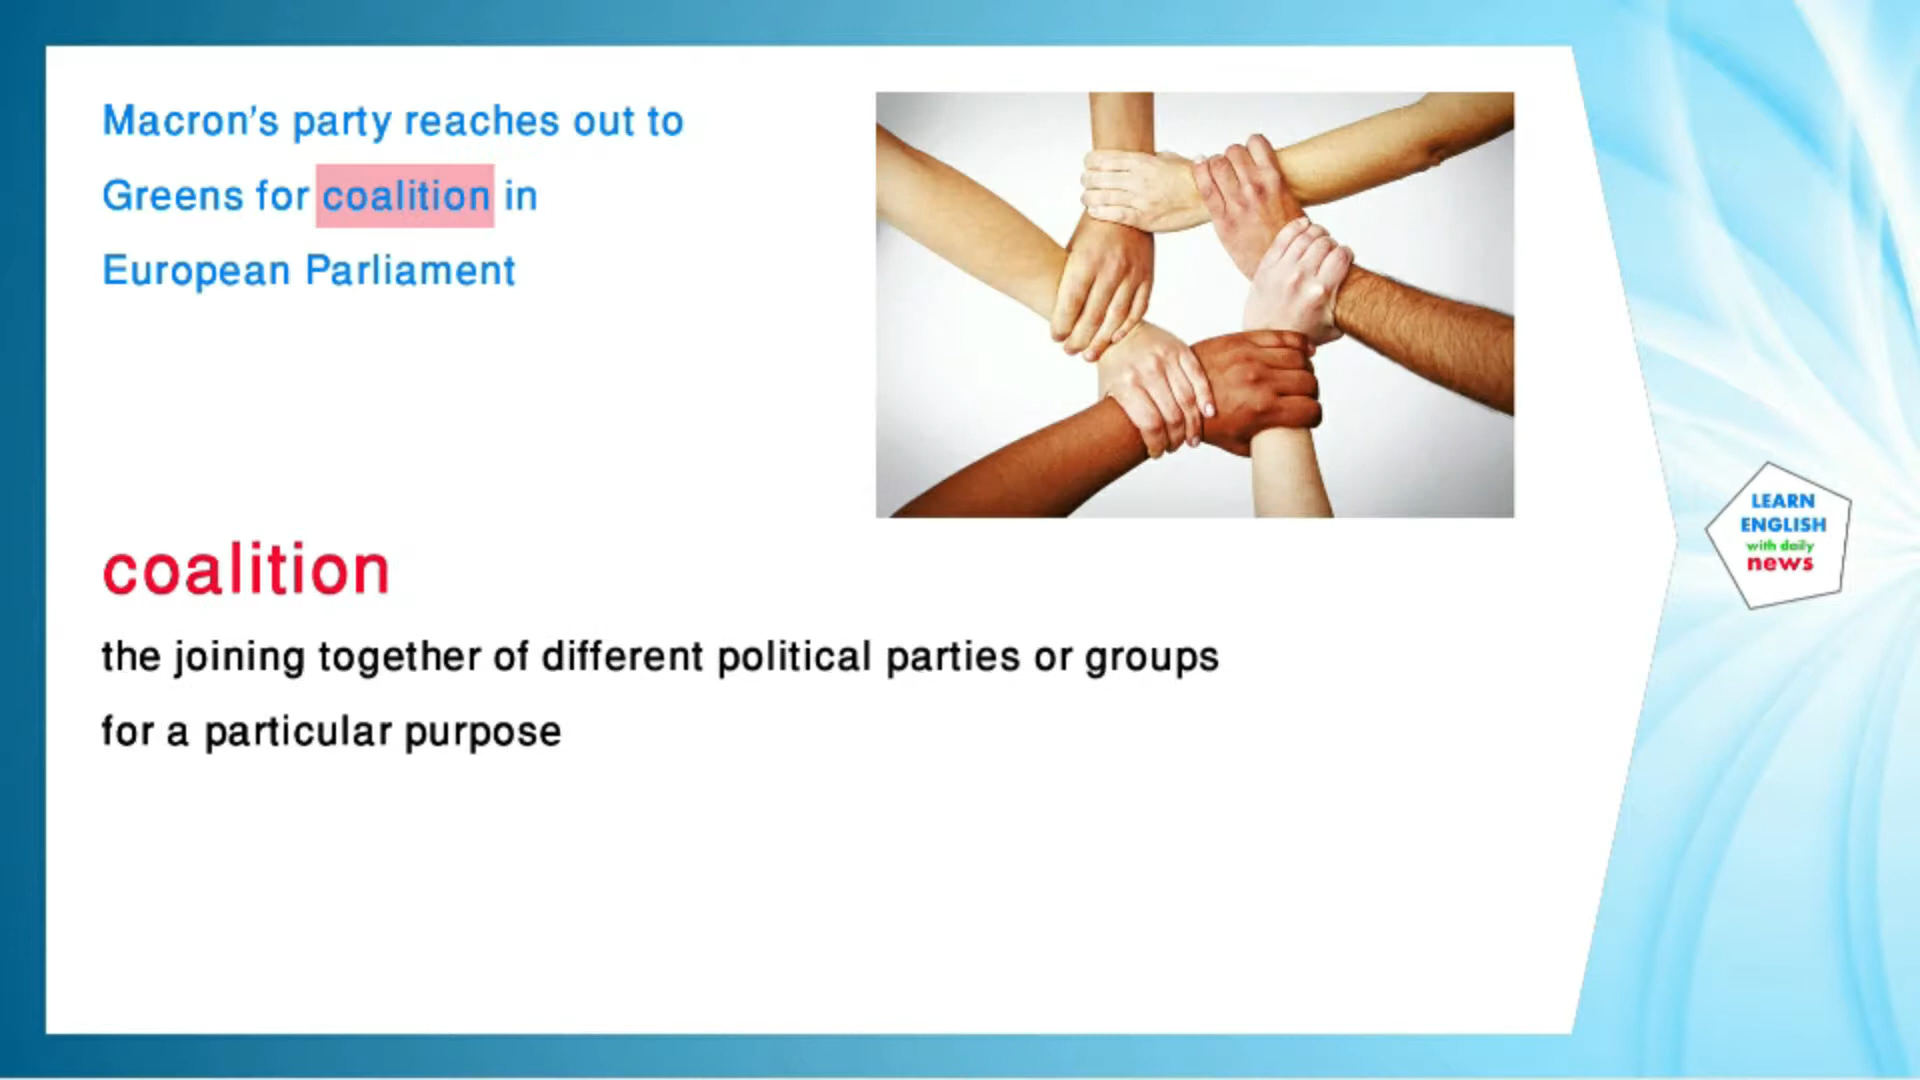 Macron's party reaches out to
Greens for coalition in
European Parliament
coalition
the joining together of different political parties or groups
for a particular purpose
LEARN
ENGLISH
with daily
news